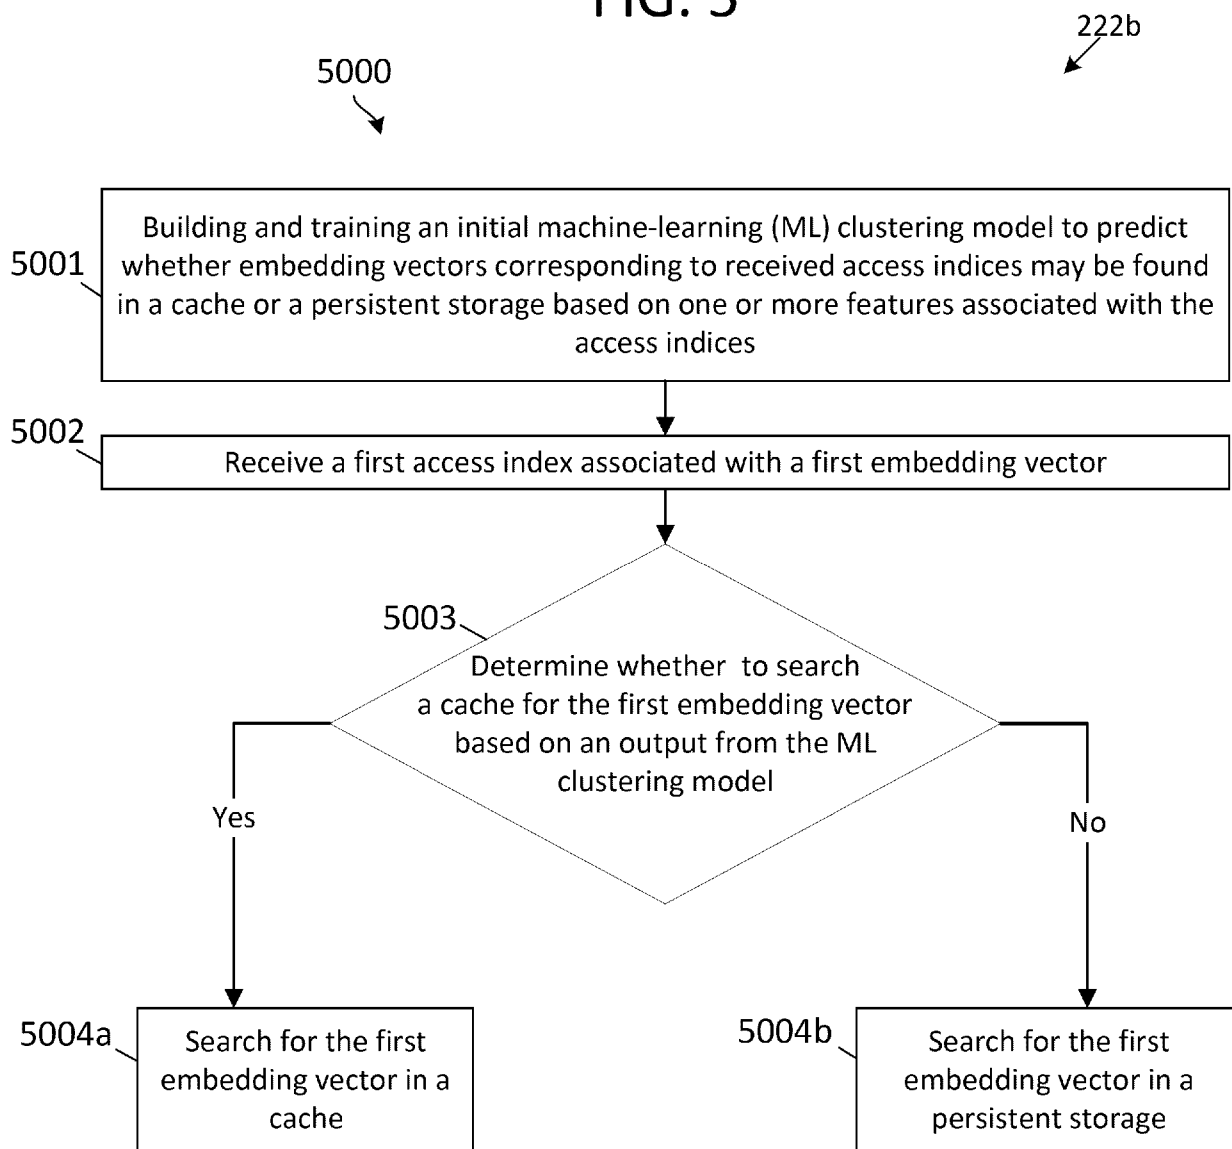 222b
5000
Building and training an initial machine-learning (ML) clustering model to predict
whether embedding vectors corresponding to received access indices may be found
in a cache or a persistent storage based on one or more features associated with the
access indices
5001
5002
Receive a first access index associated with a first embedding vector
5003
Determine whether to search
a cache for the first embedding vector
based on an output from the ML
clustering model
Yes
No
5004a
Search for the first
embedding vector in a
cache
5004b
Search for the first
embedding vector in a
persistent storage